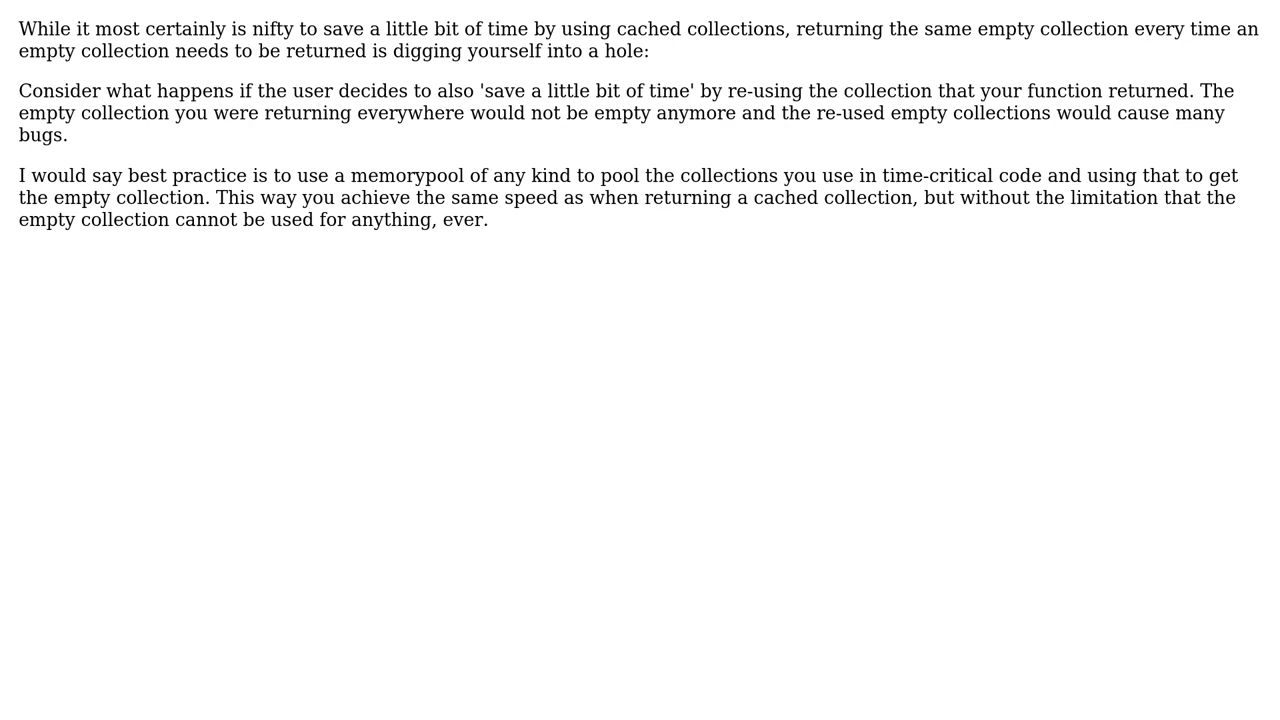 While it most certainly is nifty to save a little bit of time by using cached collections, returning the same empty collection every time an
empty collection needs to be returned is digging yourself into a hole:
Consider what happens if the user decides to also 'save a little bit of time' by re-using the collection that your function returned. The
empty collection you were returning everywhere would not be empty anymore and the re-used empty collections would cause many
bugs.
I would say best practice is to use a memorypool of any kind to pool the collections you use in time-critical code and using that to get
the empty collection. This way you achieve the same speed as when returning a cached collection, but without the limitation that the
empty collection cannot be used for anything, ever.